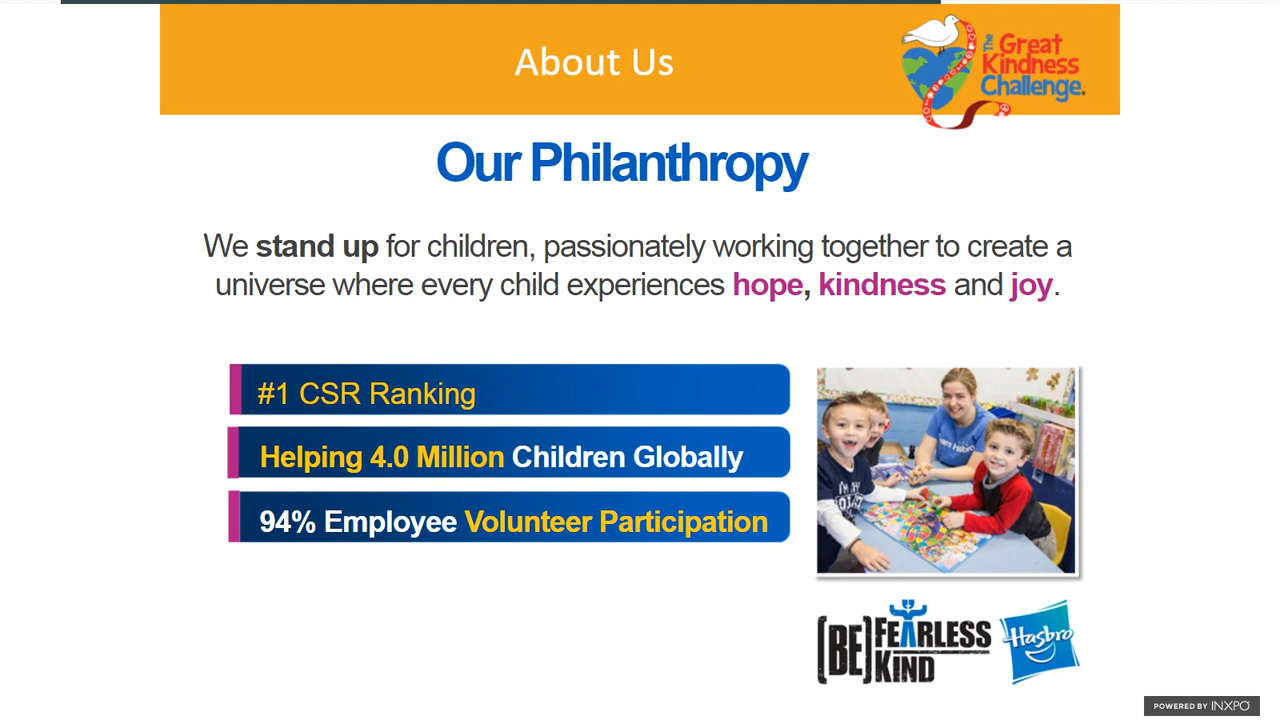 About Us
The Great Kindness Challenge.
Our Philanthropy
We stand up for children, passionately working together to create a
universe where every child experiences hope, kindness and joy.
#1 CSR Ranking
Helping 4.0 Million Children Globally
94% Employee Volunteer Participation
[BE] FEARLESS
KIND
Hasbro
POWERED BY INXPO